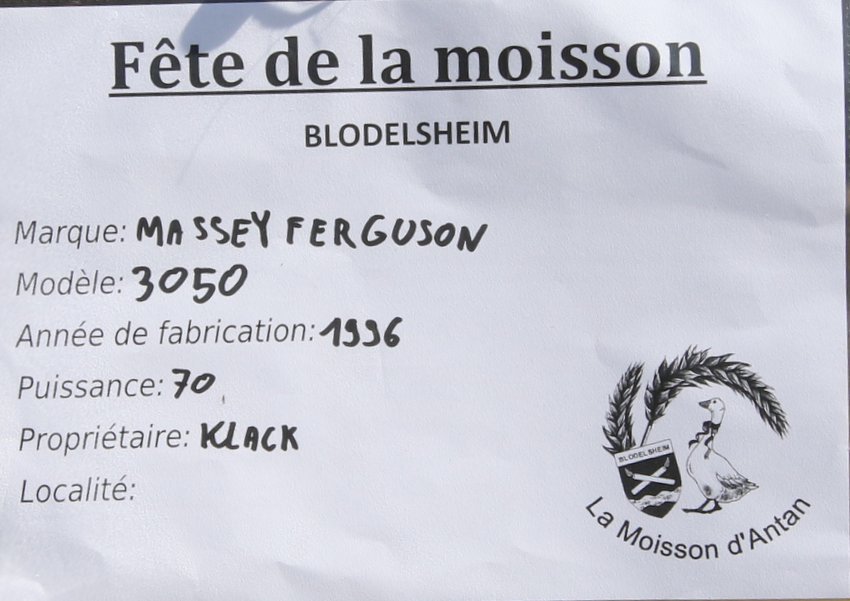 Fête de la moisson
BLODELSHEIM
Marque: MASSEY FERGUSON
Modèle: 3050
Année de fabrication: 1996
Puissance: 70
Propriétaire: KLACK
Localité:
BLODELSHEIM
La Moisson d'Antan